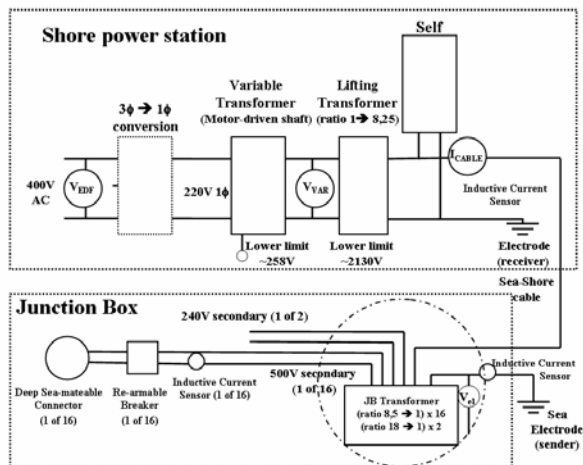 Shore power station
Self
Variable
Transformer
(Motor-driven shaft)
Lifting
Transformer
(ratio 1➔ 8,25)
3ϕ ➔ 1ϕ
conversion
400V
AC
V_EDF
220V 1ϕ
V_VAR
I_CABLE
Inductive Current
Sensor
Lower limit
~258V
Lower limit
~2130V
Electrode
(receiver)
Sea-Shore
cable
Junction Box
240V secondary (1 of 2)
500V secondary
(1 of 16)
Inductive Current
Sensor
Deep Sea-mateable
Connector
(1 of 16)
Re-armable
Breaker
(1 of 16)
Inductive Current
Sensor (1 of 16)
JB Transformer
(ratio 8,5 ➔ 1) x 16
(ratio 18 ➔ 1) x 2
Sea
Electrode
(sender)